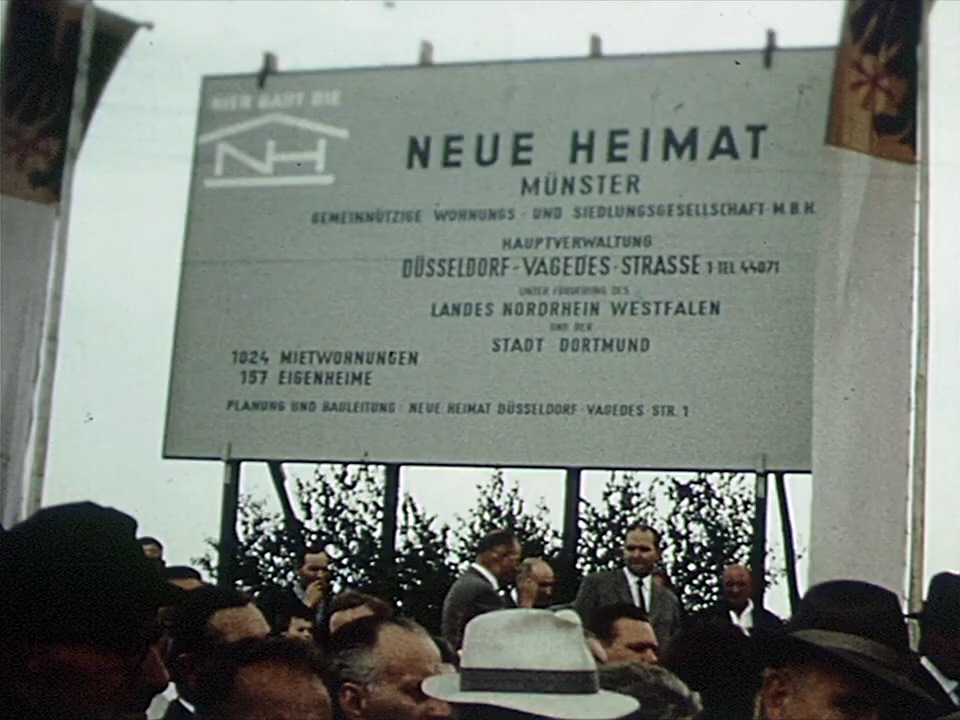 HIER BAUT DIE
NH
NEUE HEIMAT
MÜNSTER
GEMEINNÜTZIGE WOHNUNGS- UND SIEDLUNGSGESELLSCHAFT M.B.H.
HAUPTVERWALTUNG
DÜSSELDORF-VAGEDES-STRASSE 1 TEL 44071
UNTER FÖRDERUNG DES
LANDES NORDRHEIN WESTFALEN
UND DER
STADT DORTMUND
1024 MIETWOHNUNGEN
157 EIGENHEIME
PLANUNG UND BAULEITUNG: NEUE HEIMAT DÜSSELDORF-VAGEDES STR. 1